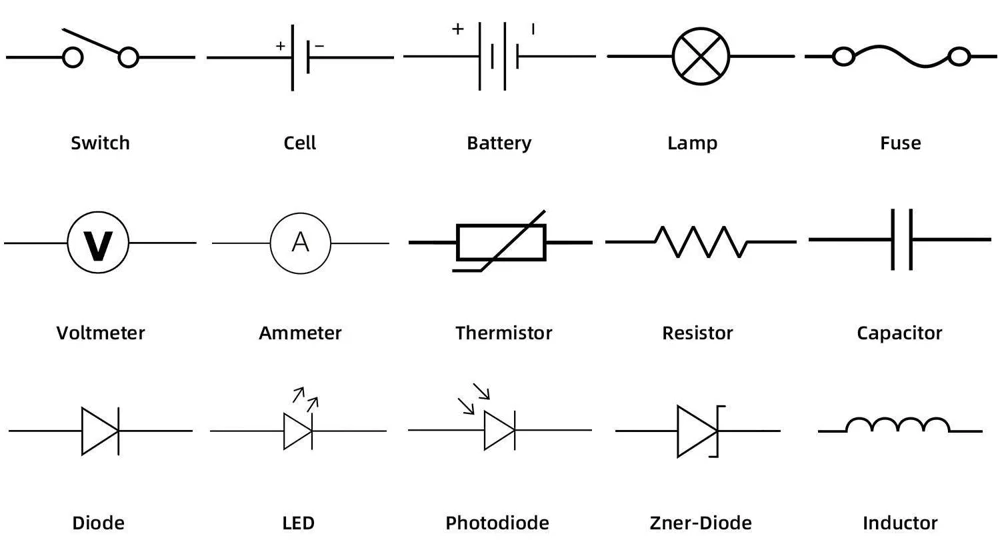 + −
+ I
Switch Cell Battery Lamp Fuse
V A
Voltmeter Ammeter Thermistor Resistor Capacitor
Diode LED Photodiode Zner-Diode Inductor